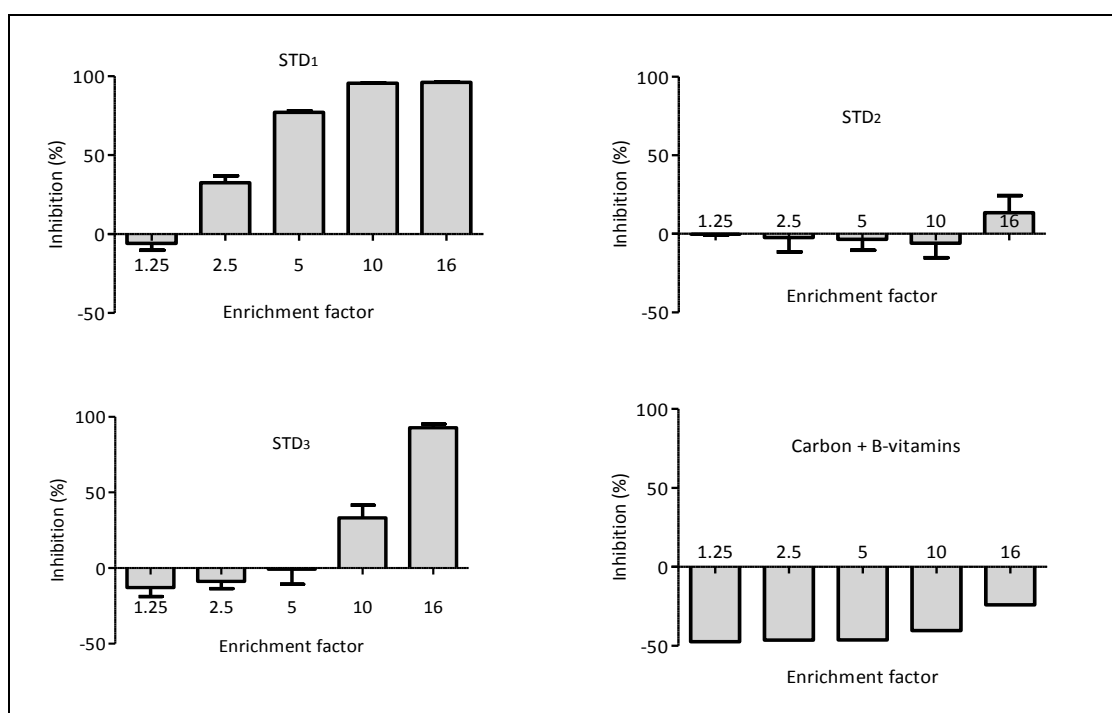 STD1
100
50
0
-50
Inhibition (%)
1.25 2.5 5 10 16
Enrichment factor
STD2
100
50
0
-50
Inhibition (%)
1.25 2.5 5 10 16
Enrichment factor
STD3
100
50
0
-50
Inhibition (%)
1.25 2.5 5 10 16
Enrichment factor
Carbon + B-vitamins
100
50
0
-50
Inhibition (%)
1.25 2.5 5 10 16
Enrichment factor